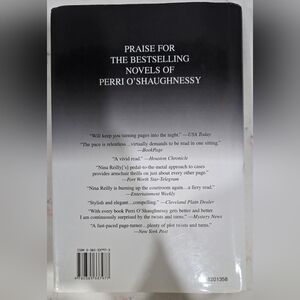 PRAISE FOR
THE BESTSELLING
NOVELS OF
PERRI O'SHAUGHNESSY
"Will keep you turning pages into the night." —USA Today
"The pace is relentless...virtually demands to be read in one sitting."
—BookPage
"A vivid read." —Houston Chronicle
"Nina Reilly['s] pedal-to-the-metal approach to cases
provides armchair thrills on just about every other page."
—Fort Worth Star-Telegram
"Nina Reilly is burning up the courtroom again...a fiery read."
—Entertainment Weekly
"Stylish and elegant...compelling." —Cleveland Plain Dealer
"With every book Perri O'Shaughnessy gets better and better
I am continuously surprised by the twists and turns." —Mystery News
"A fast-paced page-turner...plenty of plot twists and turns."
—New York Post